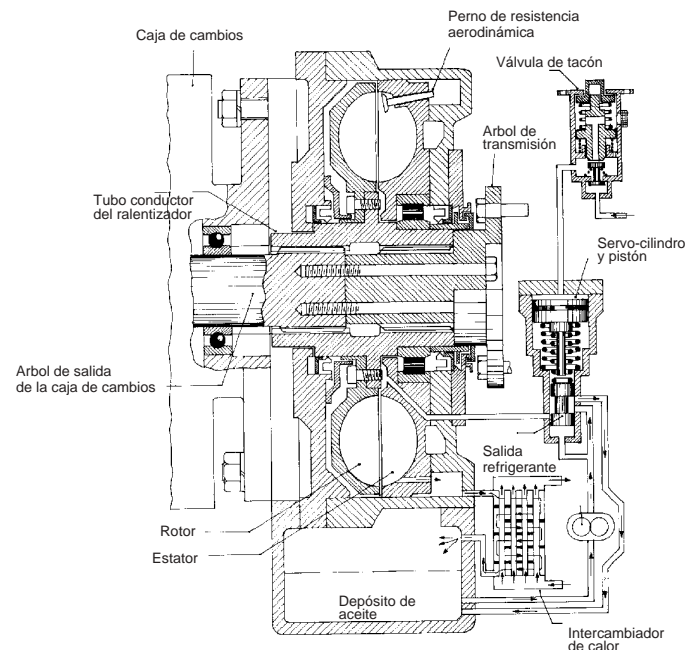 Perno de resistencia
aerodinámica
Caja de cambios
Válvula de tacón
Arbol de
transmisión
Tubo conductor
del ralentizador
Servo-cilindro
y pistón
Arbol de salida
de la caja de cambios
Salida
refrigerante
Rotor
Estator
Depósito de
aceite
Intercambiador
de calor